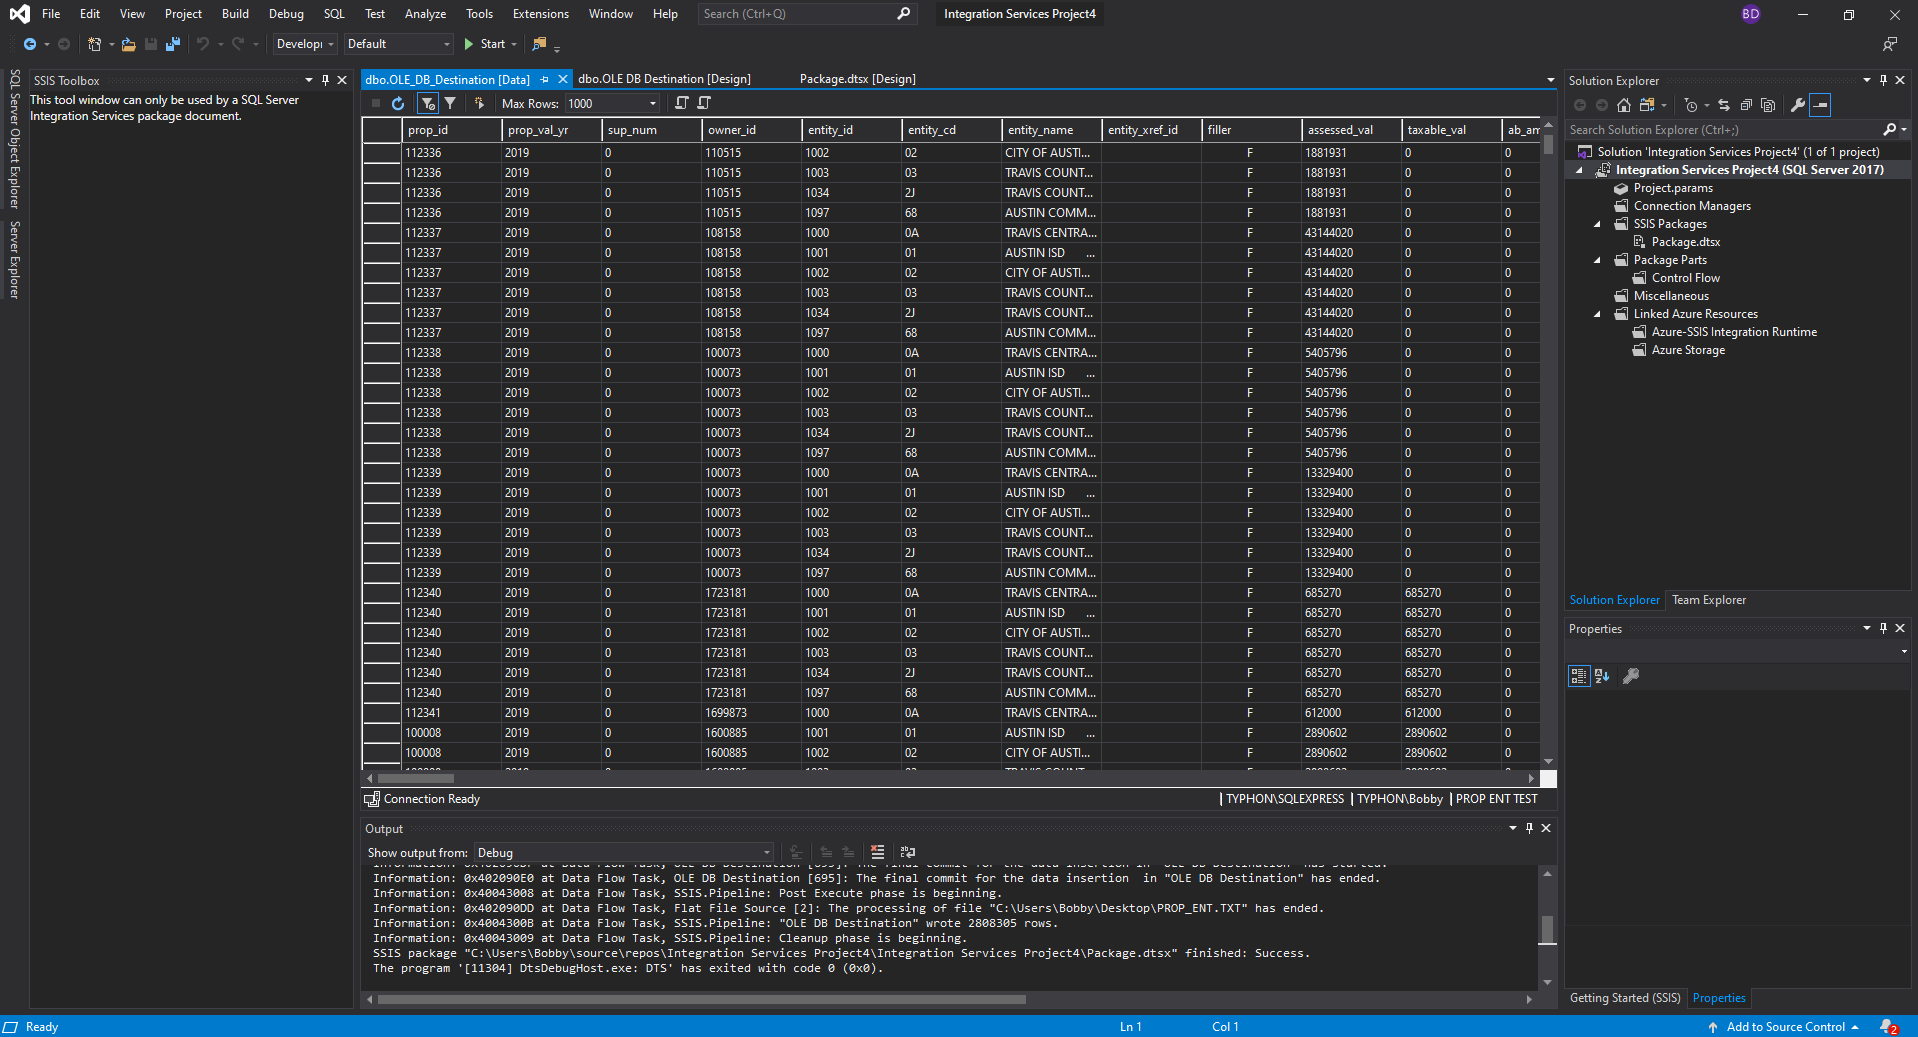 File Edit View Project Build Debug SQL Test Analyze Tools Extensions Window Help Search (Ctrl+Q) Integration Services Project4 BD
Develop Default Start
SQL Server Object Explorer
Server Explorer
SSIS Toolbox
This tool window can only be used by a SQL Server
Integration Services package document.
dbo.OLE_DB_Destination [Data] dbo.OLE DB Destination [Design] Package.dtsx [Design]
Max Rows: 1000
prop_id prop_val_yr sup_num owner_id entity_id entity_cd entity_name entity_xref_id filler assessed_val taxable_val ab_am
112336 2019 0 110515 1002 02 CITY OF AUSTI... F 1881931 0 0
112336 2019 0 110515 1003 03 TRAVIS COUNT... F 1881931 0 0
112336 2019 0 110515 1034 2J TRAVIS COUNT... F 1881931 0 0
112336 2019 0 110515 1097 68 AUSTIN COMM... F 1881931 0 0
112337 2019 0 108158 1000 0A TRAVIS CENTRA... F 43144020 0 0
112337 2019 0 108158 1001 01 AUSTIN ISD ... F 43144020 0 0
112337 2019 0 108158 1002 02 CITY OF AUSTI... F 43144020 0 0
112337 2019 0 108158 1003 03 TRAVIS COUNT... F 43144020 0 0
112337 2019 0 108158 1034 2J TRAVIS COUNT... F 43144020 0 0
112337 2019 0 108158 1097 68 AUSTIN COMM... F 43144020 0 0
112338 2019 0 100073 1000 0A TRAVIS CENTRA... F 5405796 0 0
112338 2019 0 100073 1001 01 AUSTIN ISD ... F 5405796 0 0
112338 2019 0 100073 1002 02 CITY OF AUSTI... F 5405796 0 0
112338 2019 0 100073 1003 03 TRAVIS COUNT... F 5405796 0 0
112338 2019 0 100073 1034 2J TRAVIS COUNT... F 5405796 0 0
112338 2019 0 100073 1097 68 AUSTIN COMM... F 5405796 0 0
112339 2019 0 100073 1000 0A TRAVIS CENTRA... F 13329400 0 0
112339 2019 0 100073 1001 01 AUSTIN ISD ... F 13329400 0 0
112339 2019 0 100073 1002 02 CITY OF AUSTI... F 13329400 0 0
112339 2019 0 100073 1003 03 TRAVIS COUNT... F 13329400 0 0
112339 2019 0 100073 1034 2J TRAVIS COUNT... F 13329400 0 0
112339 2019 0 100073 1097 68 AUSTIN COMM... F 13329400 0 0
112340 2019 0 1723181 1000 0A TRAVIS CENTRA... F 685270 685270 0
112340 2019 0 1723181 1001 01 AUSTIN ISD ... F 685270 685270 0
112340 2019 0 1723181 1002 02 CITY OF AUSTI... F 685270 685270 0
112340 2019 0 1723181 1003 03 TRAVIS COUNT... F 685270 685270 0
112340 2019 0 1723181 1034 2J TRAVIS COUNT... F 685270 685270 0
112340 2019 0 1723181 1097 68 AUSTIN COMM... F 685270 685270 0
112341 2019 0 1699873 1000 0A TRAVIS CENTRA... F 612000 612000 0
100008 2019 0 1600885 1001 01 AUSTIN ISD ... F 2890602 2890602 0
100008 2019 0 1600885 1002 02 CITY OF AUSTI... F 2890602 2890602 0
Connection Ready TYPHON\SQLEXPRESS TYPHON\Bobby PROP ENT TEST
Output
Show output from: Debug
Information: 0x402090E0 at Data Flow Task, OLE DB Destination [695]: The final commit for the data insertion  in "OLE DB Destination" has ended.
Information: 0x40043008 at Data Flow Task, SSIS.Pipeline: Post Execute phase is beginning.
Information: 0x402090DD at Data Flow Task, Flat File Source [2]: The processing of file "C:\Users\Bobby\Desktop\PROP_ENT.TXT" has ended.
Information: 0x4004300B at Data Flow Task, SSIS.Pipeline: "OLE DB Destination" wrote 2808305 rows.
Information: 0x40043009 at Data Flow Task, SSIS.Pipeline: Cleanup phase is beginning.
SSIS package "C:\Users\Bobby\source\repos\Integration Services Project4\Integration Services Project4\Package.dtsx" finished: Success.
The program '[11304] DtsDebugHost.exe: DTS' has exited with code 0 (0x0).
Solution Explorer
Search Solution Explorer (Ctrl+;)
Solution 'Integration Services Project4' (1 of 1 project)
Integration Services Project4 (SQL Server 2017)
Project.params
Connection Managers
SSIS Packages
Package.dtsx
Package Parts
Control Flow
Miscellaneous
Linked Azure Resources
Azure-SSIS Integration Runtime
Azure Storage
Solution Explorer Team Explorer
Properties
Getting Started (SSIS) Properties
Ready Ln 1 Col 1 Add to Source Control 2